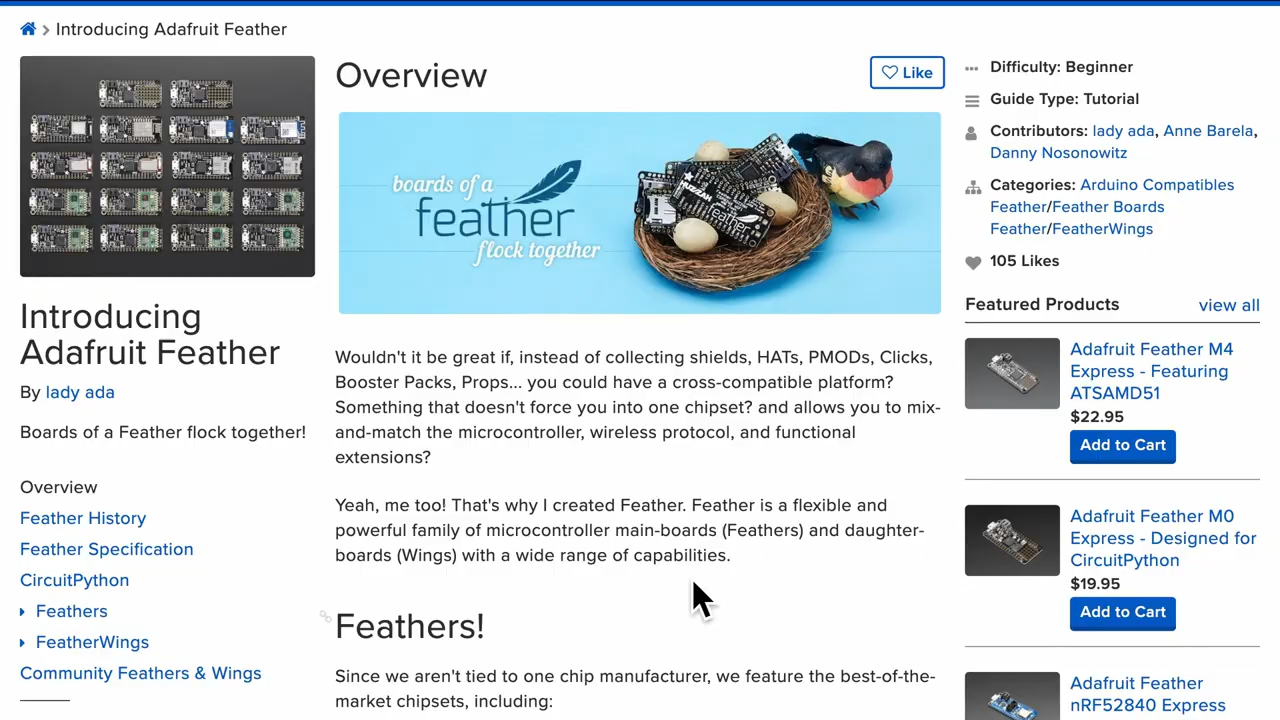 Introducing Adafruit Feather
Overview
Like
boards of a
feather
flock together
Wouldn't it be great if, instead of collecting shields, HATs, PMODs, Clicks,
Booster Packs, Props... you could have a cross-compatible platform?
Something that doesn't force you into one chipset? and allows you to mix-
and-match the microcontroller, wireless protocol, and functional
extensions?
Yeah, me too! That's why I created Feather. Feather is a flexible and
powerful family of microcontroller main-boards (Feathers) and daughter-
boards (Wings) with a wide range of capabilities.
Feathers!
Since we aren't tied to one chip manufacturer, we feature the best-of-the-
market chipsets, including:
Introducing
Adafruit Feather
By lady ada
Boards of a Feather flock together!
Overview
Feather History
Feather Specification
CircuitPython
Feathers
FeatherWings
Community Feathers & Wings
Difficulty: Beginner
Guide Type: Tutorial
Contributors: lady ada, Anne Barela,
Danny Nosonowitz
Categories: Arduino Compatibles
Feather/Feather Boards
Feather/FeatherWings
105 Likes
Featured Products
view all
Adafruit Feather M4
Express - Featuring
ATSAMD51
$22.95
Add to Cart
Adafruit Feather M0
Express - Designed for
CircuitPython
$19.95
Add to Cart
Adafruit Feather
nRF52840 Express